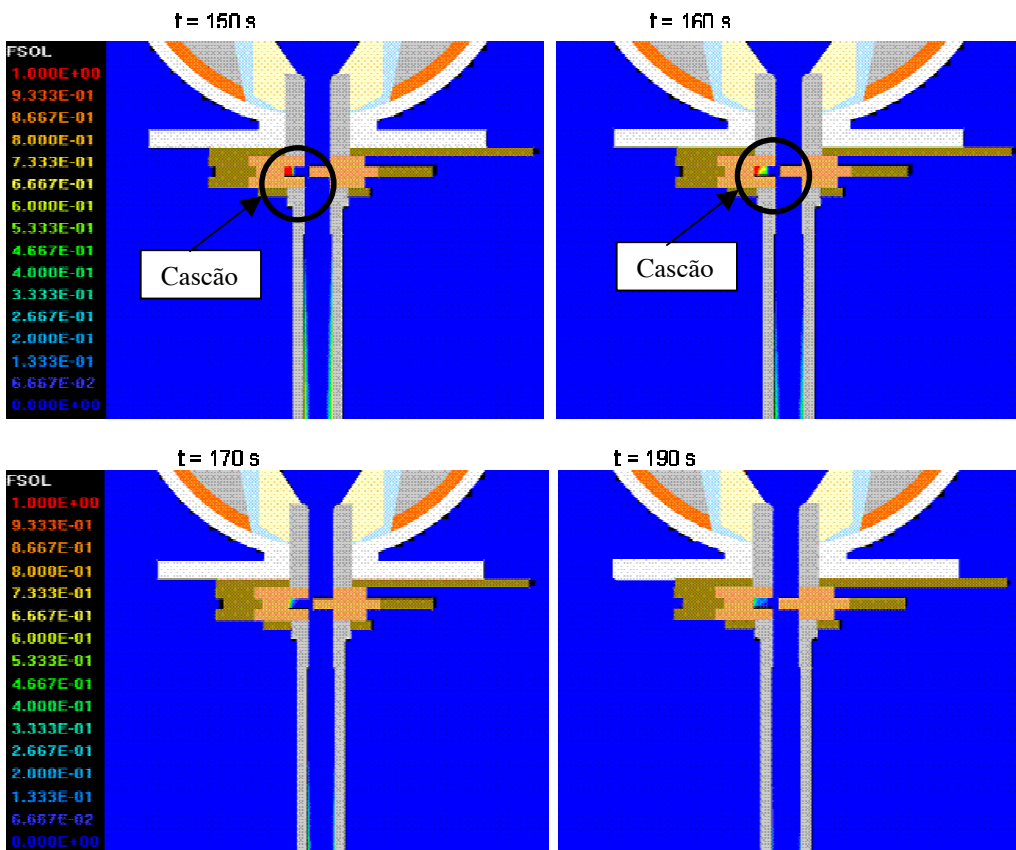 t = 150 s
t = 160 s
FSOL
1.000E+00
9.333E-01
8.667E-01
8.000E-01
7.333E-01
6.667E-01
6.000E-01
5.333E-01
4.667E-01
4.000E-01
3.333E-01
2.667E-01
2.000E-01
1.333E-01
6.667E-02
0.000E+00
Cascão
Cascão
t = 170 s
t = 190 s
FSOL
1.000E+00
9.333E-01
8.667E-01
8.000E-01
7.333E-01
6.667E-01
6.000E-01
5.333E-01
4.667E-01
4.000E-01
3.333E-01
2.667E-01
2.000E-01
1.333E-01
6.667E-02
0.000E+00